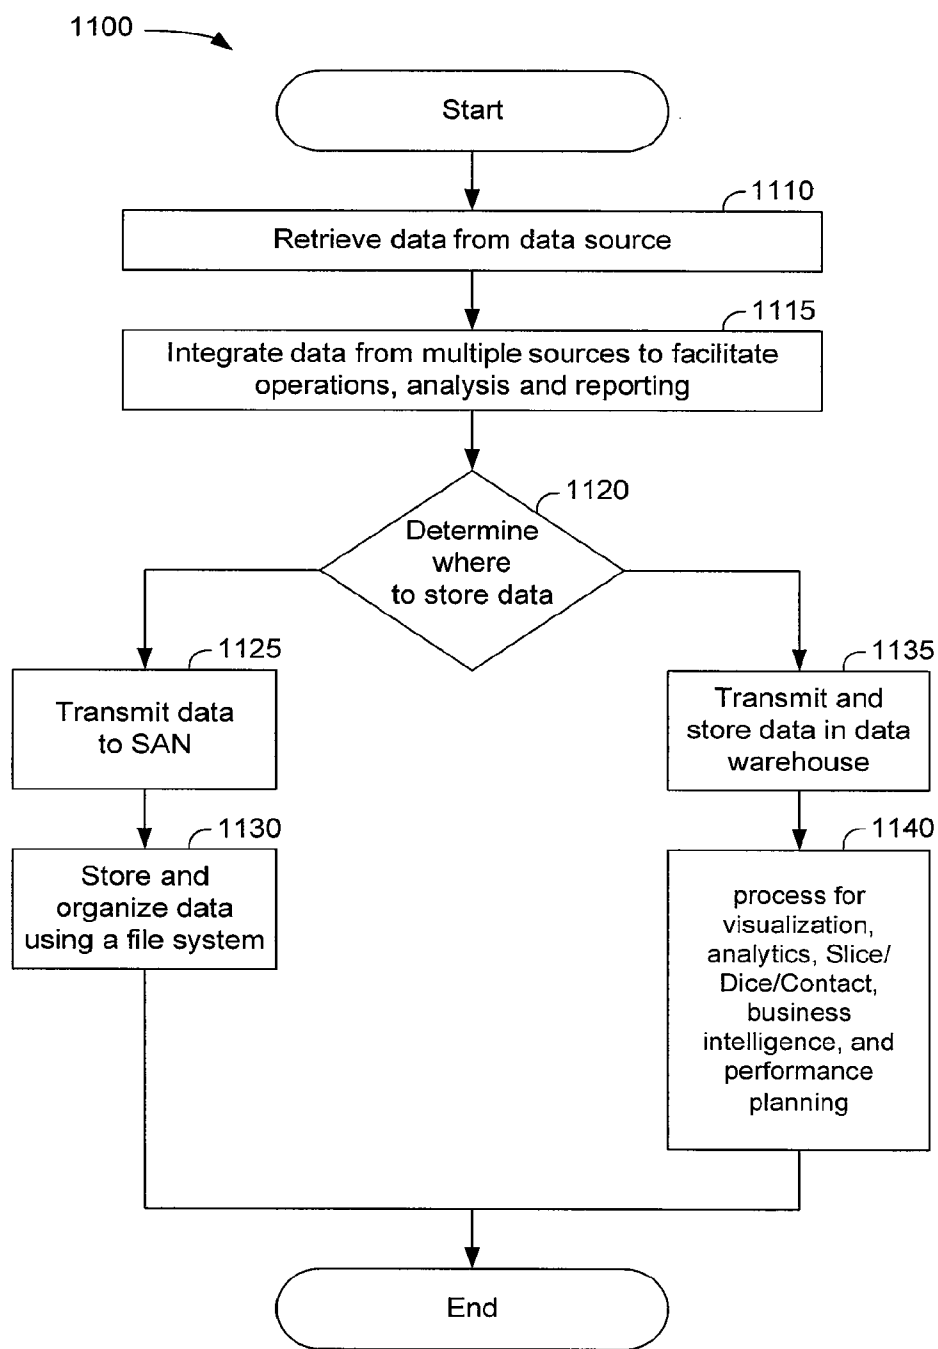 1100
Start
1110
Retrieve data from data source
1115
Integrate data from multiple sources to facilitate
operations, analysis and reporting
1120
Determine
where
to store data
1125
Transmit data
to SAN
1130
Store and
organize data
using a file system
1135
Transmit and
store data in data
warehouse
1140
process for
visualization,
analytics, Slice/
Dice/Contact,
business
intelligence, and
performance
planning
End